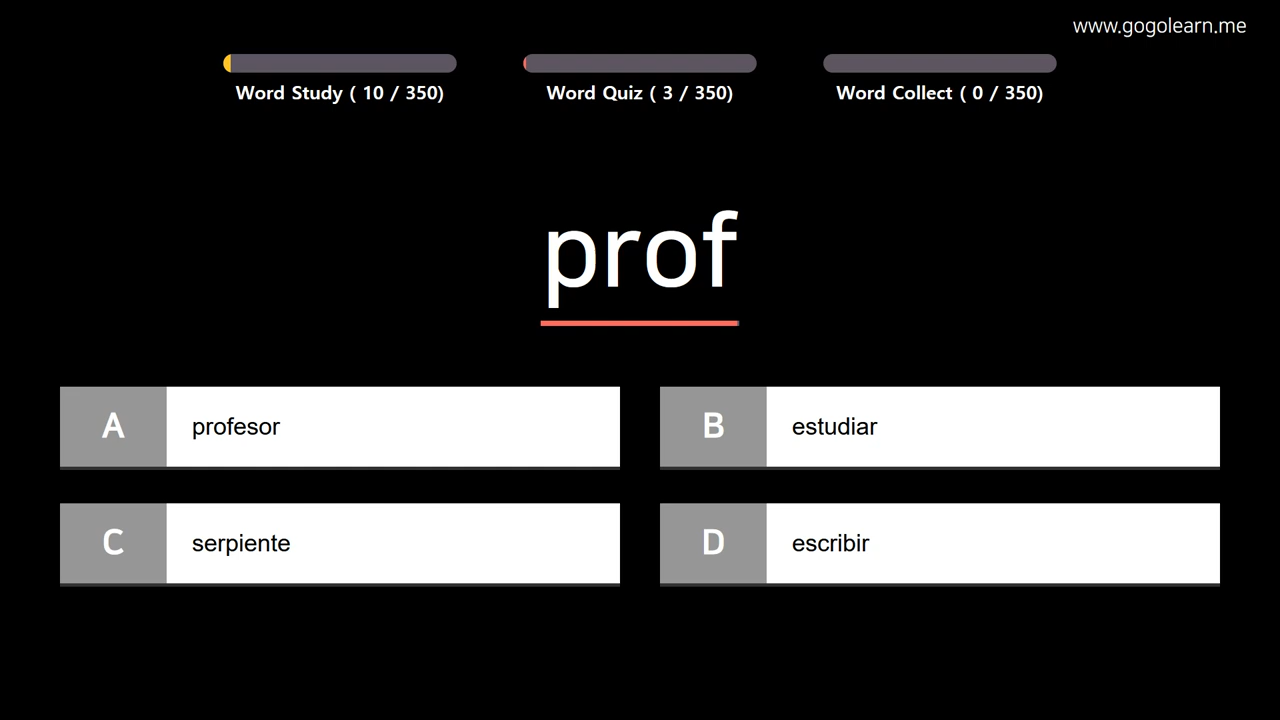 www.gogolearn.me
Word Study ( 10 / 350)
Word Quiz ( 3 / 350)
Word Collect ( 0 / 350)
prof
A profesor
B estudiar
C serpiente
D escribir